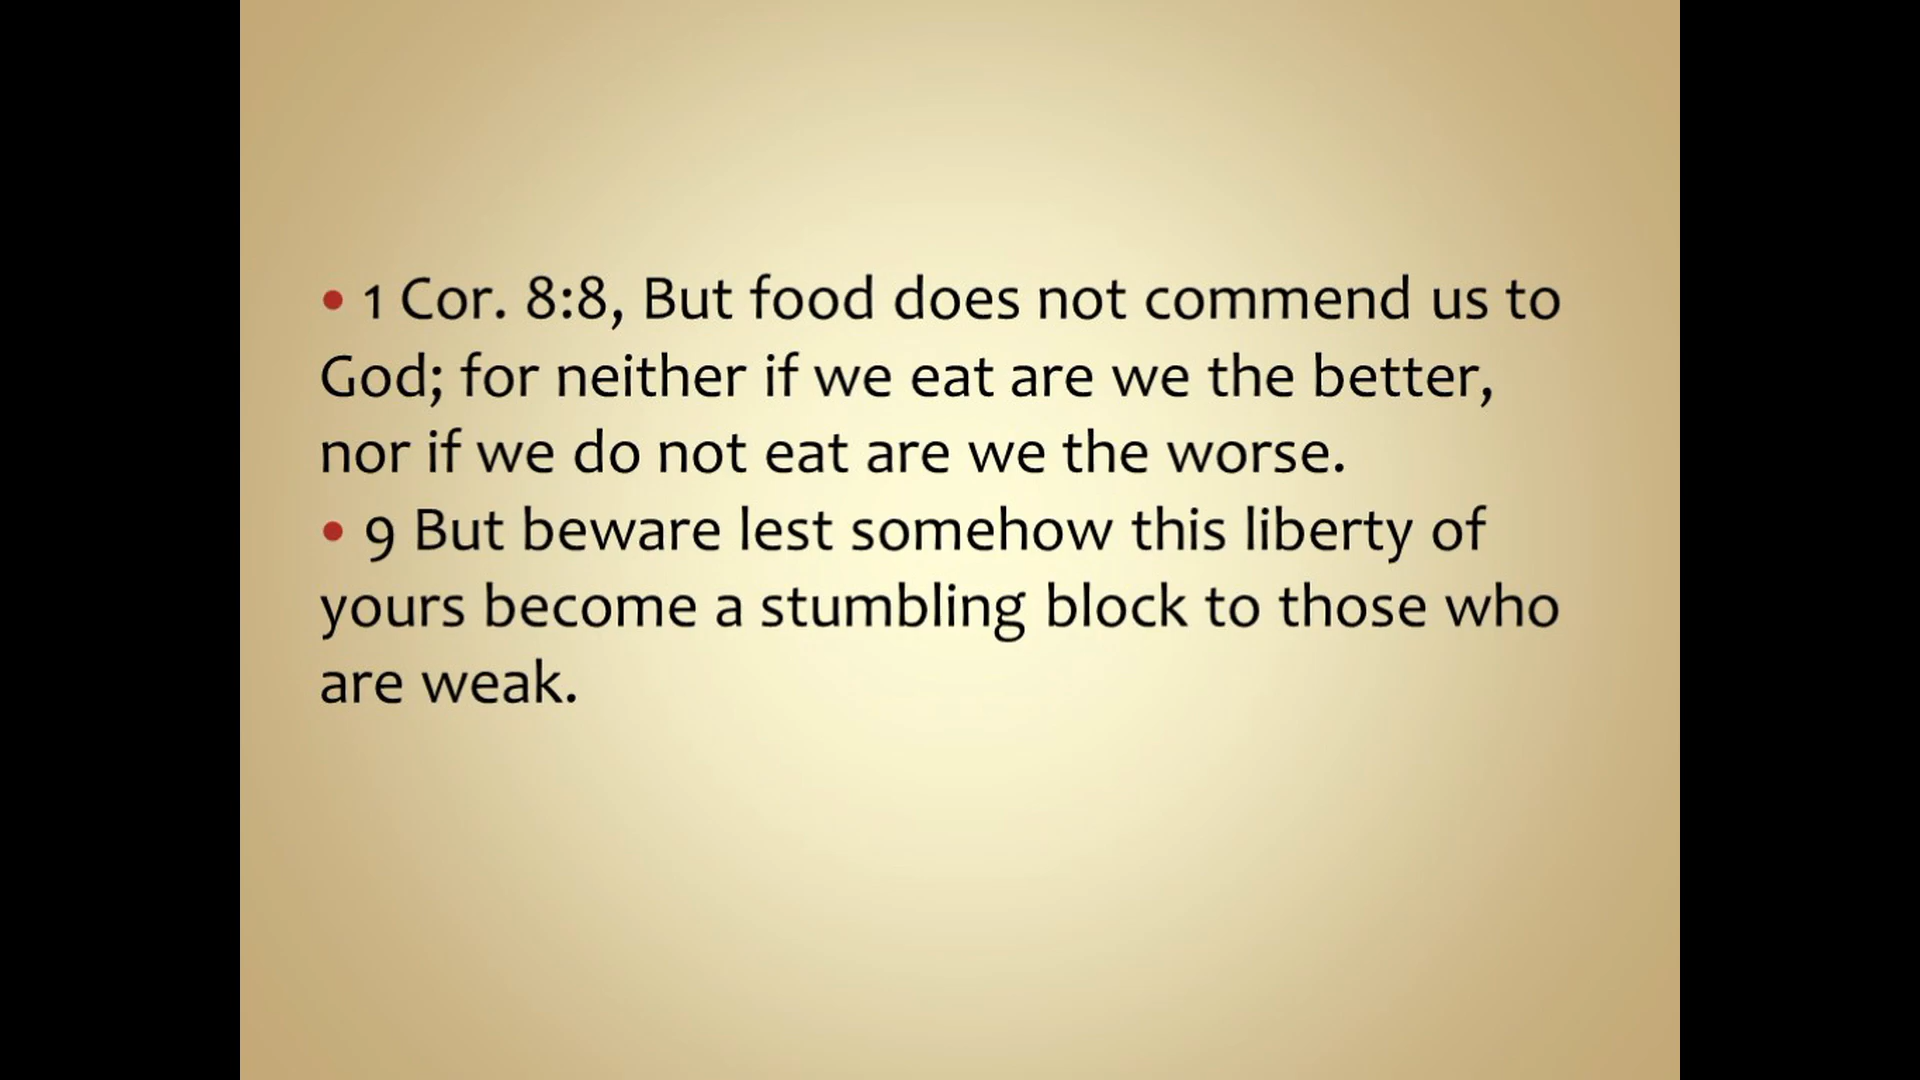 • 1 Cor. 8:8, But food does not commend us to
God; for neither if we eat are we the better,
nor if we do not eat are we the worse.
• 9 But beware lest somehow this liberty of
yours become a stumbling block to those who
are weak.